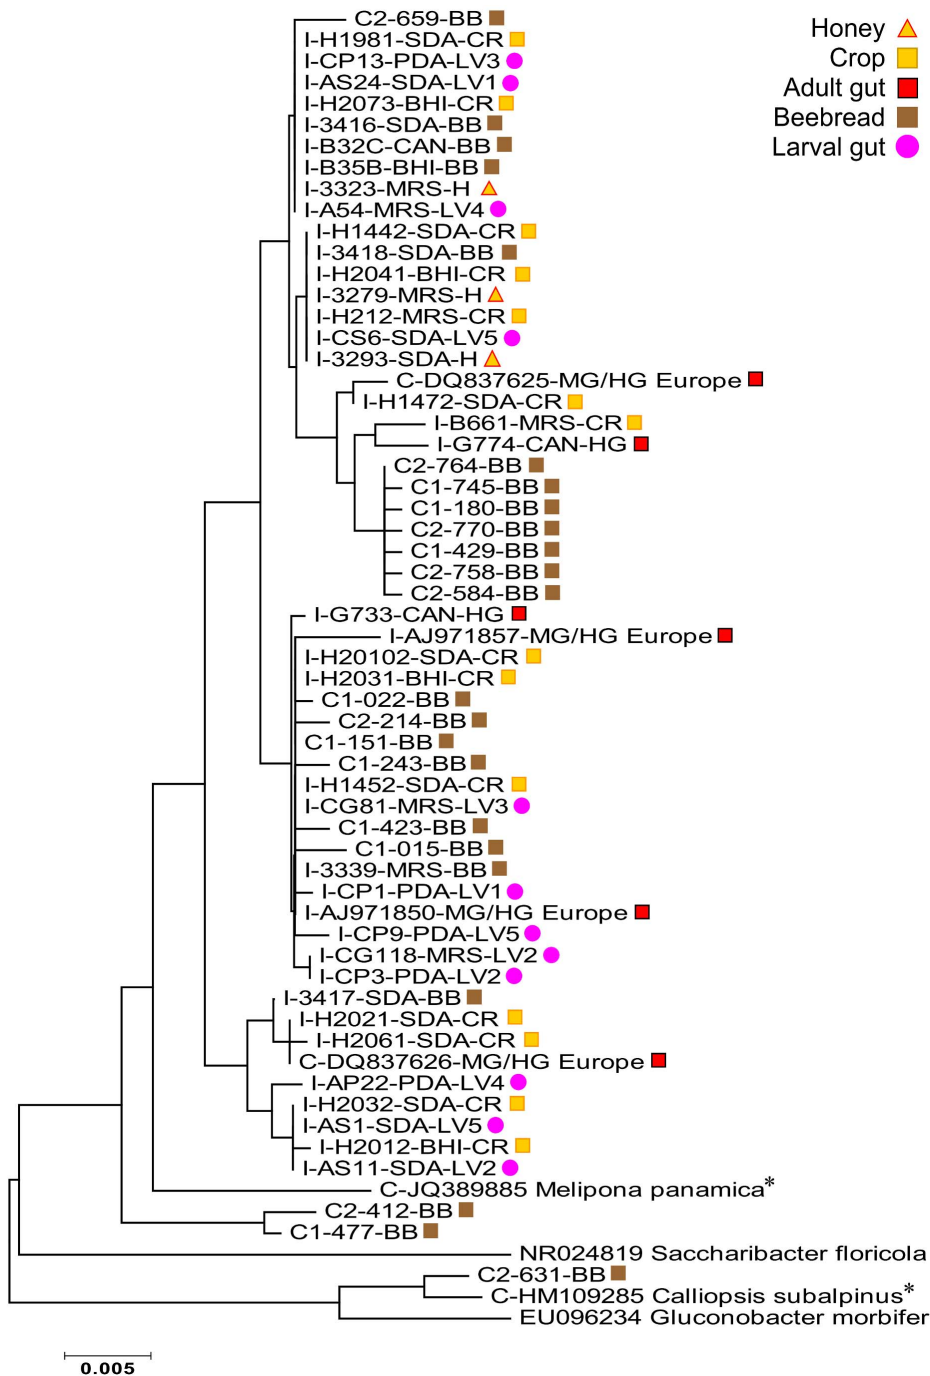 C2-659-BB
Honey
I-H1981-SDA-CR
Crop
I-CP13-PDA-LV3
I-AS24-SDA-LV1
Adult gut
I-H2073-BHI-CR
I-3416-SDA-BB
Beebread
I-B32C-CAN-BB
Larval gut
I-B35B-BHI-BB
I-3323-MRS-H
I-A54-MRS-LV4
I-H1442-SDA-CR
I-3418-SDA-BB
I-H2041-BHI-CR
I-3279-MRS-H
I-H212-MRS-CR
I-CS6-SDA-LV5
I-3293-SDA-H
C-DQ837625-MG/HG Europe
I-H1472-SDA-CR
I-B661-MRS-CR
I-G774-CAN-HG
C2-764-BB
C1-745-BB
C1-180-BB
C2-770-BB
C1-429-BB
C2-758-BB
C2-584-BB
I-G733-CAN-HG
I-AJ971857-MG/HG Europe
I-H20102-SDA-CR
I-H2031-BHI-CR
C1-022-BB
C2-214-BB
C1-151-BB
C1-243-BB
I-H1452-SDA-CR
I-CG81-MRS-LV3
C1-423-BB
C1-015-BB
I-3339-MRS-BB
I-CP1-PDA-LV1
I-AJ971850-MG/HG Europe
I-CP9-PDA-LV5
I-CG118-MRS-LV2
I-CP3-PDA-LV2
I-3417-SDA-BB
I-H2021-SDA-CR
I-H2061-SDA-CR
C-DQ837626-MG/HG Europe
I-AP22-PDA-LV4
I-H2032-SDA-CR
I-AS1-SDA-LV5
I-H2012-BHI-CR
I-AS11-SDA-LV2
C-JQ389885 Melipona panamica*
C2-412-BB
C1-477-BB
NR024819 Saccharibacter floricola
C2-631-BB
C-HM109285 Calliopsis subalpinus*
EU096234 Gluconobacter morbifer
0.005